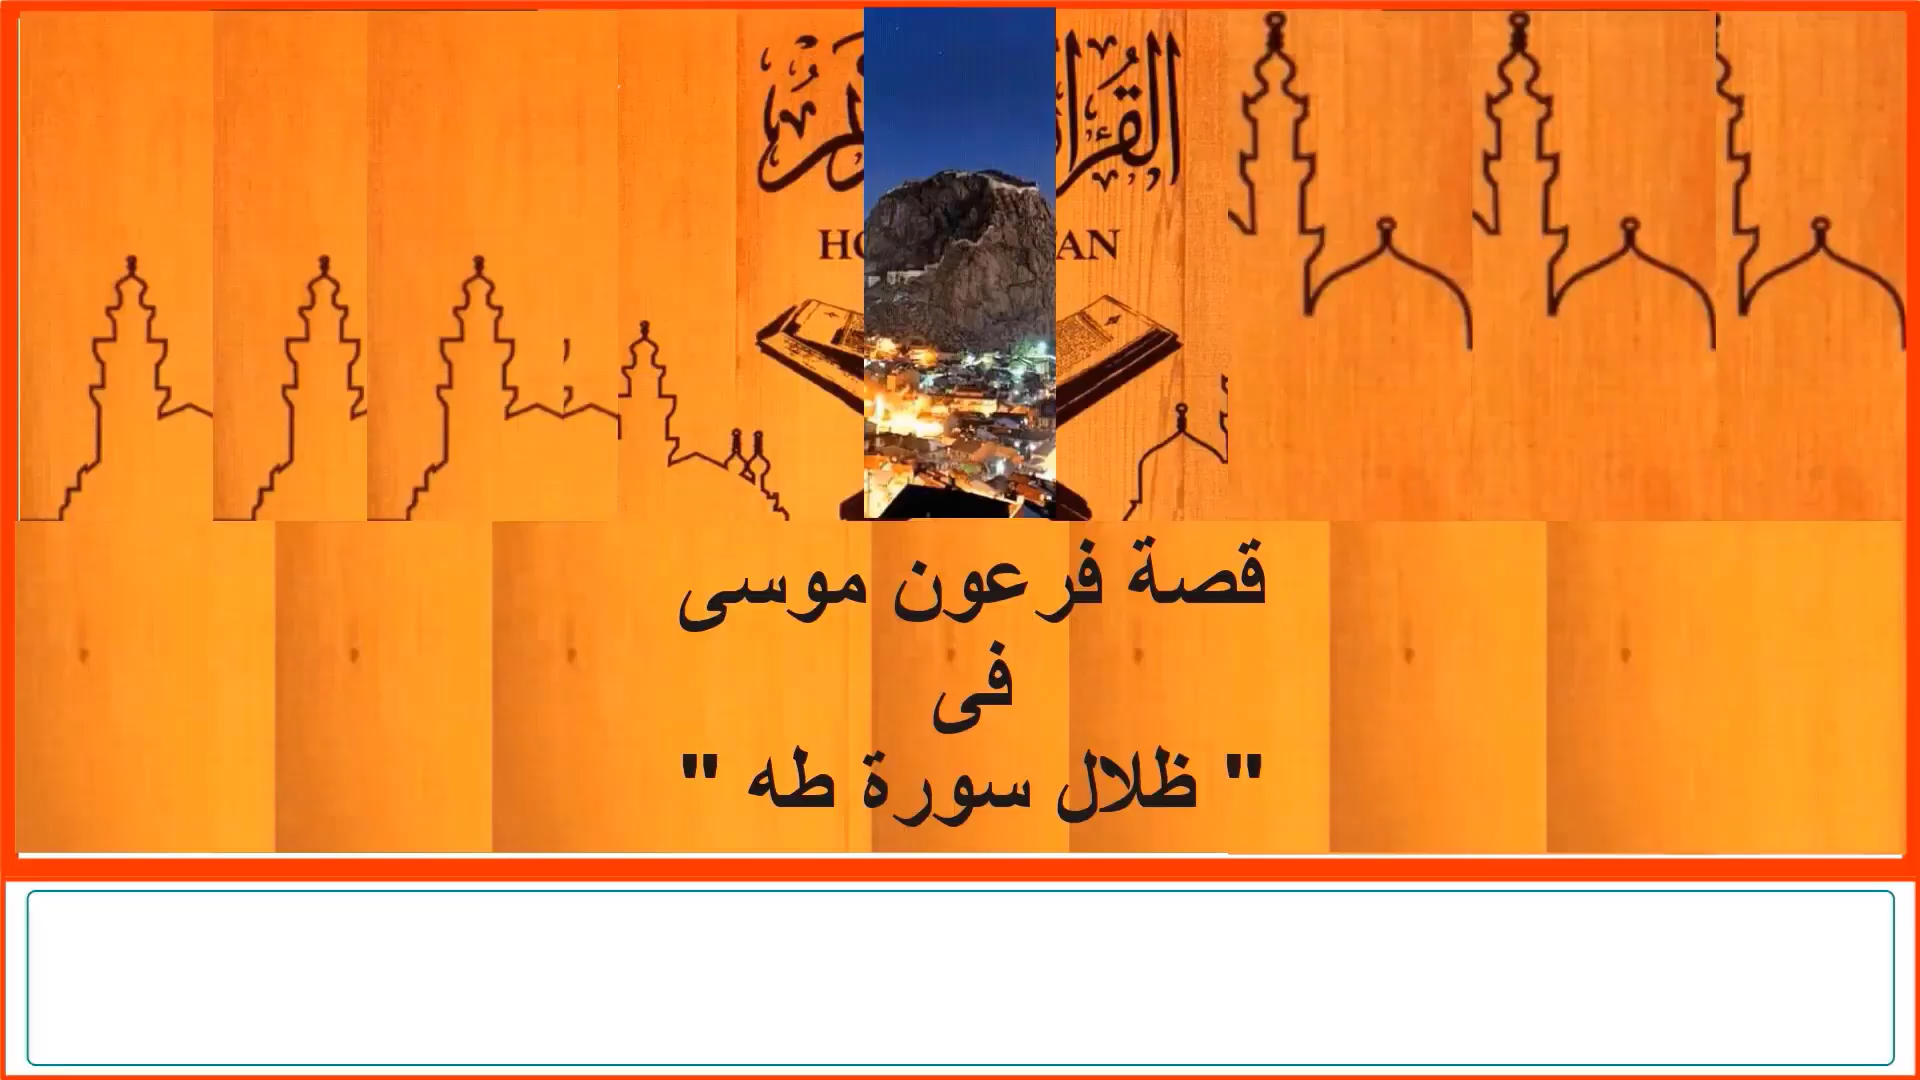 قصة فرعون موسى
فى
" ظلال سورة طه "